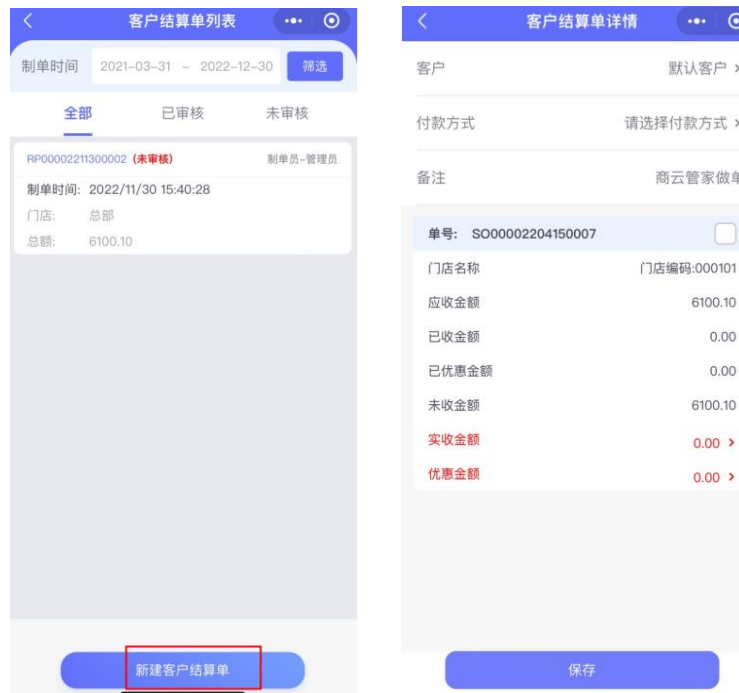 客户结算单列表
制单时间 2021-03-31 - 2022-12-30 筛选
全部 已审核 未审核
RP00002211300002 (未审核) 制单员-管理员
制单时间: 2022/11/30 15:40:28
门店: 总部
总额: 6100.10
新建客户结算单
客户结算单详情
客户 默认客户
付款方式 请选择付款方式
备注 商云管家做单
单号: SO00002204150007
门店名称 门店编码:000101
应收金额 6100.10
已收金额 0.00
已优惠金额 0.00
未收金额 6100.10
实收金额 0.00
优惠金额 0.00
保存